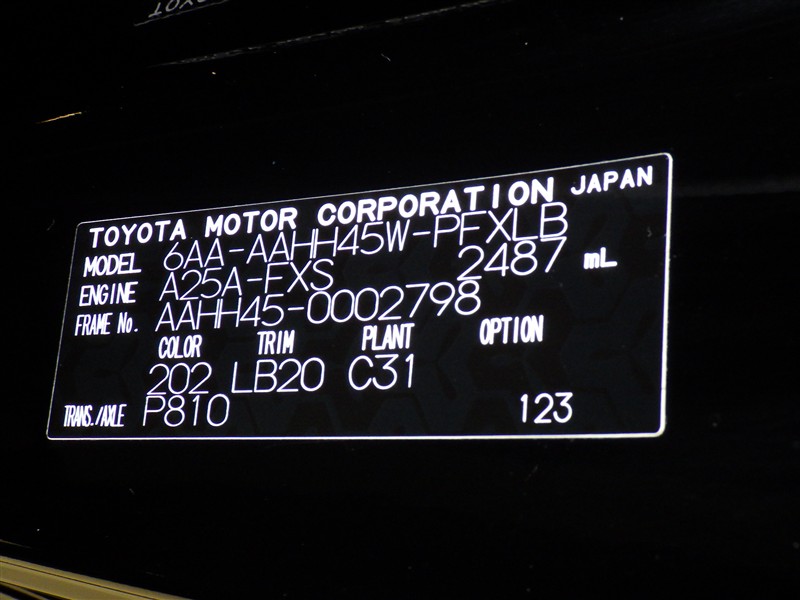 TOYOTA MOTOR CORPORATION JAPAN
MODEL 6AA-AAHH45W-PFXLB
ENGINE A25A-FXS 2487 mL
FRAME No. AAHH45-0002798
COLOR TRIM PLANT OPTION
202 LB20 C31
TRANS./AXLE P810 123